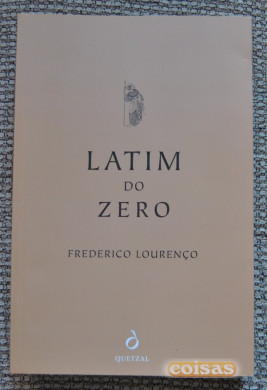 LATIM
DO
ZERO
FREDERICO LOURENÇO
QUETZAL
coisas